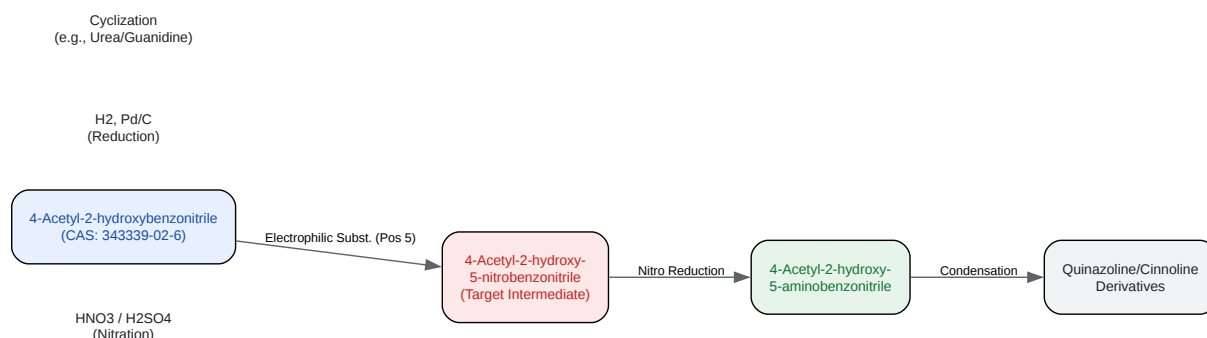 Cyclization
(e.g., Urea/Guanidine)
H2, Pd/C
(Reduction)
4-Acetyl-2-hydroxybenzonitrile
(CAS: 343339-02-6)
Electrophilic Subst. (Pos 5)
4-Acetyl-2-hydroxy-
5-nitrobenzonitrile
(Target Intermediate)
Nitro Reduction
4-Acetyl-2-hydroxy-
5-aminobenzonitrile
Condensation
Quinazoline/Cinnoline
Derivatives
HNO3 / H2SO4
(Nitration)